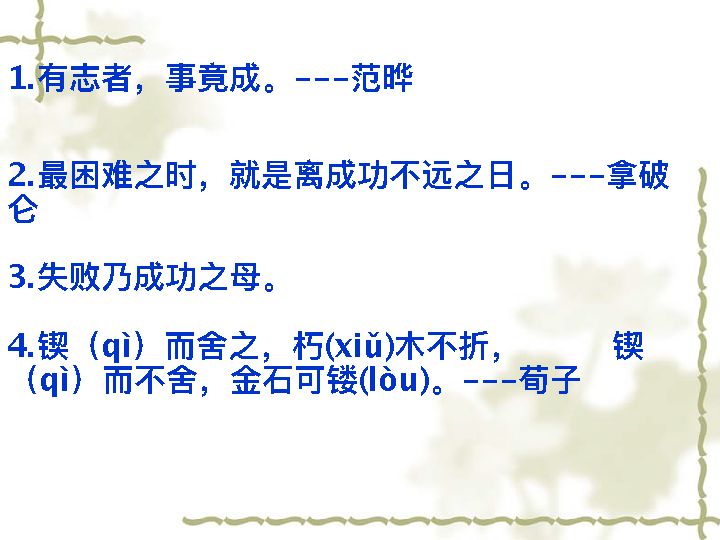 1.有志者，事竟成。---范晔
2.最困难之时，就是离成功不远之日。---拿破
仑
3.失败乃成功之母。
4.锲（qì）而舍之，朽(xiǔ)木不折， 锲
（qì）而不舍，金石可镂(lòu)。---荀子